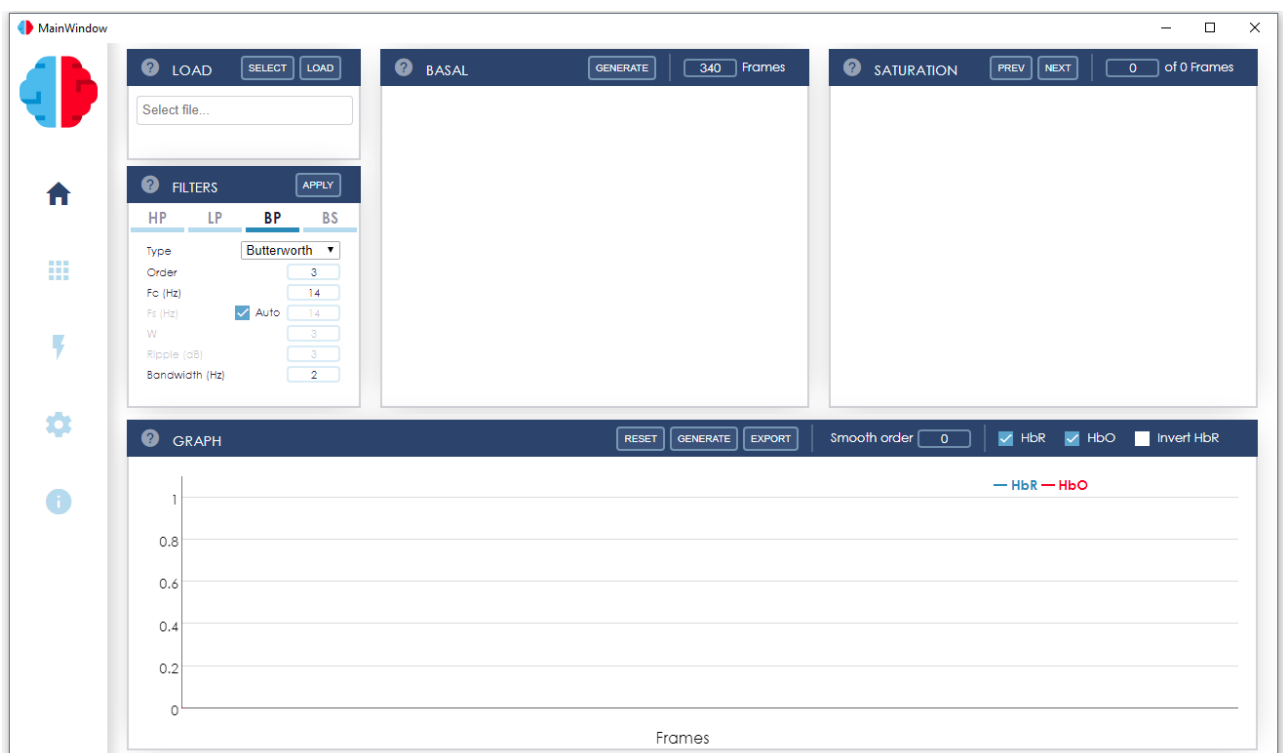 MainWindow
? LOAD SELECT LOAD
Select file...
? FILTERS APPLY
HP LP BP BS
Type Butterworth
Order 3
Fc (Hz) 14
Fs (Hz) Auto 14
W 3
Ripple (dB) 3
Bandwidth (Hz) 2
? BASAL GENERATE 340 Frames
? SATURATION PREV NEXT 0 of 0 Frames
? GRAPH RESET GENERATE EXPORT Smooth order 0 HbR HbO Invert HbR
HbR HbO
1
0.8
0.6
0.4
0.2
0
Frames
i